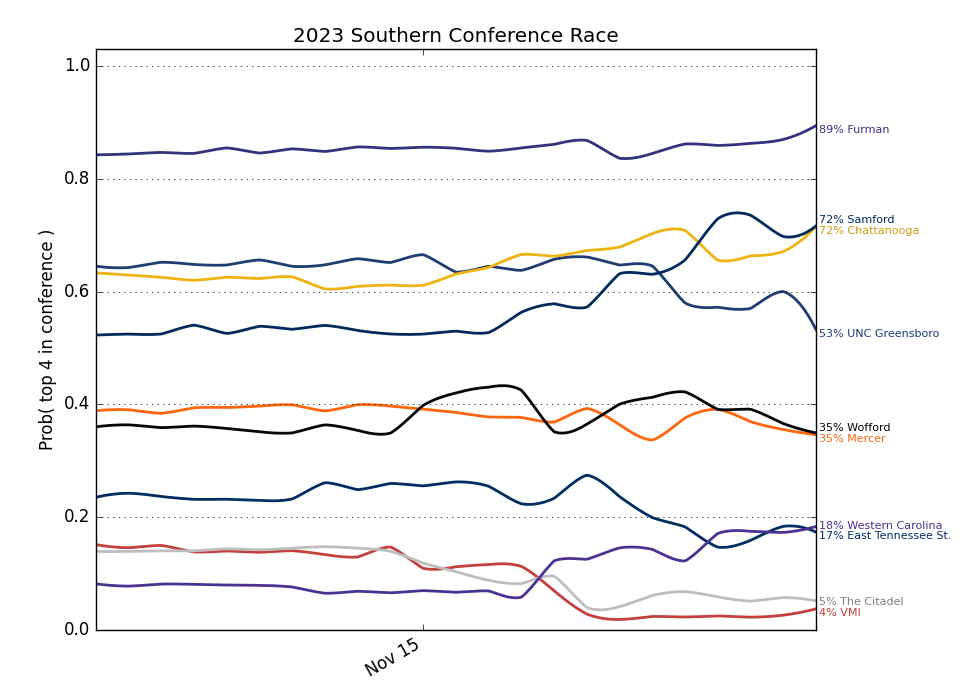 2023 Southern Conference Race
Prob( top 4 in conference )
1.0
0.8
0.6
0.4
0.2
0.0
Nov 15
89% Furman
72% Samford
72% Chattanooga
53% UNC Greensboro
35% Wofford
35% Mercer
18% Western Carolina
17% East Tennessee St.
5% The Citadel
4% VMI